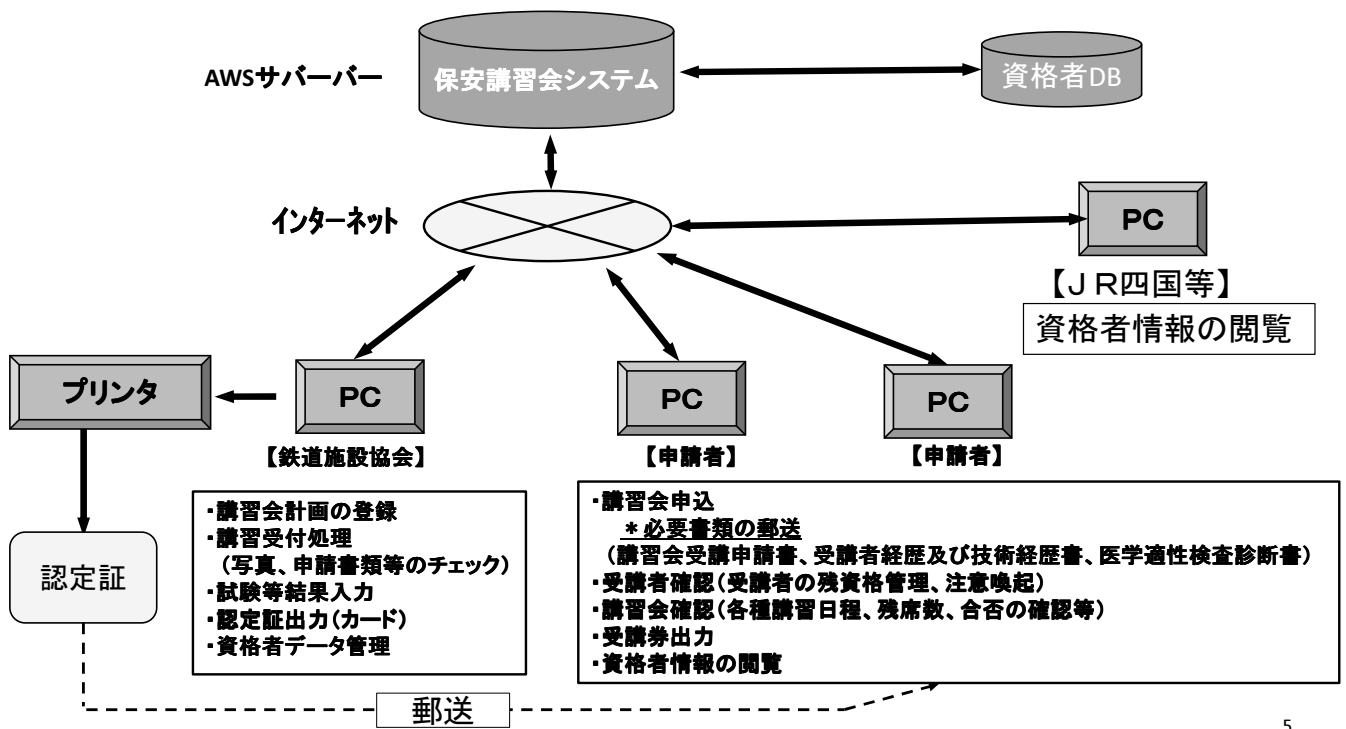 AWSサバーバー
保安講習会システム
資格者DB
インターネット
PC
【JR四国等】
資格者情報の閲覧
プリンタ
PC
PC
PC
【鉄道施設協会】
【申請者】
【申請者】
認定証
・講習会計画の登録
・講習受付処理
(写真、申請書類等のチェック)
・試験等結果入力
・認定証出力(カード)
・資格者データ管理
・講習会申込
*必要書類の郵送
(講習会受講申請書、受講者経歴及び技術経歴書、医学適性検査診断書)
・受講者確認(受講者の残資格管理、注意喚起)
・講習会確認(各種講習日程、残席数、合否の確認等)
・受講券出力
・資格者情報の閲覧
郵送
5